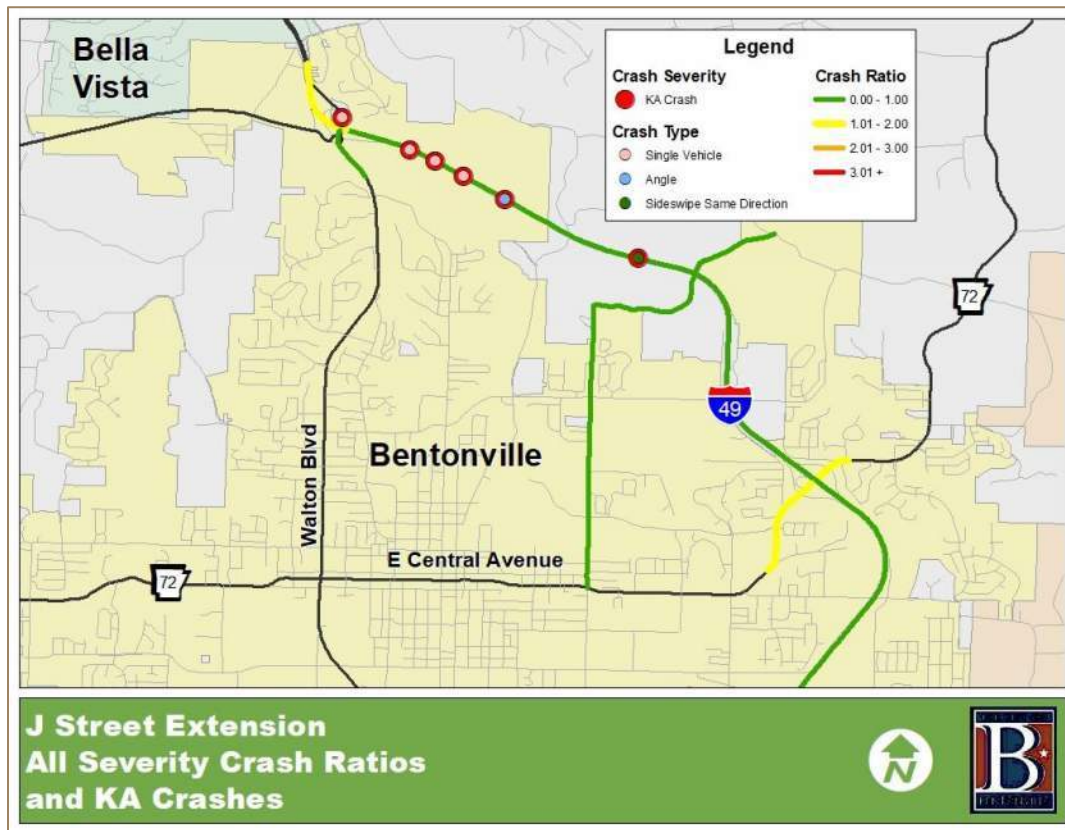 Bella
Vista
Legend
Crash Severity
KA Crash
Crash Type
Single Vehicle
Angle
Sideswipe Same Direction
Crash Ratio
0.00 - 1.00
1.01 - 2.00
2.01 - 3.00
3.01 +
72
49
Walton Blvd
Bentonville
E Central Avenue
72
J Street Extension
All Severity Crash Ratios
and KA Crashes
N
B